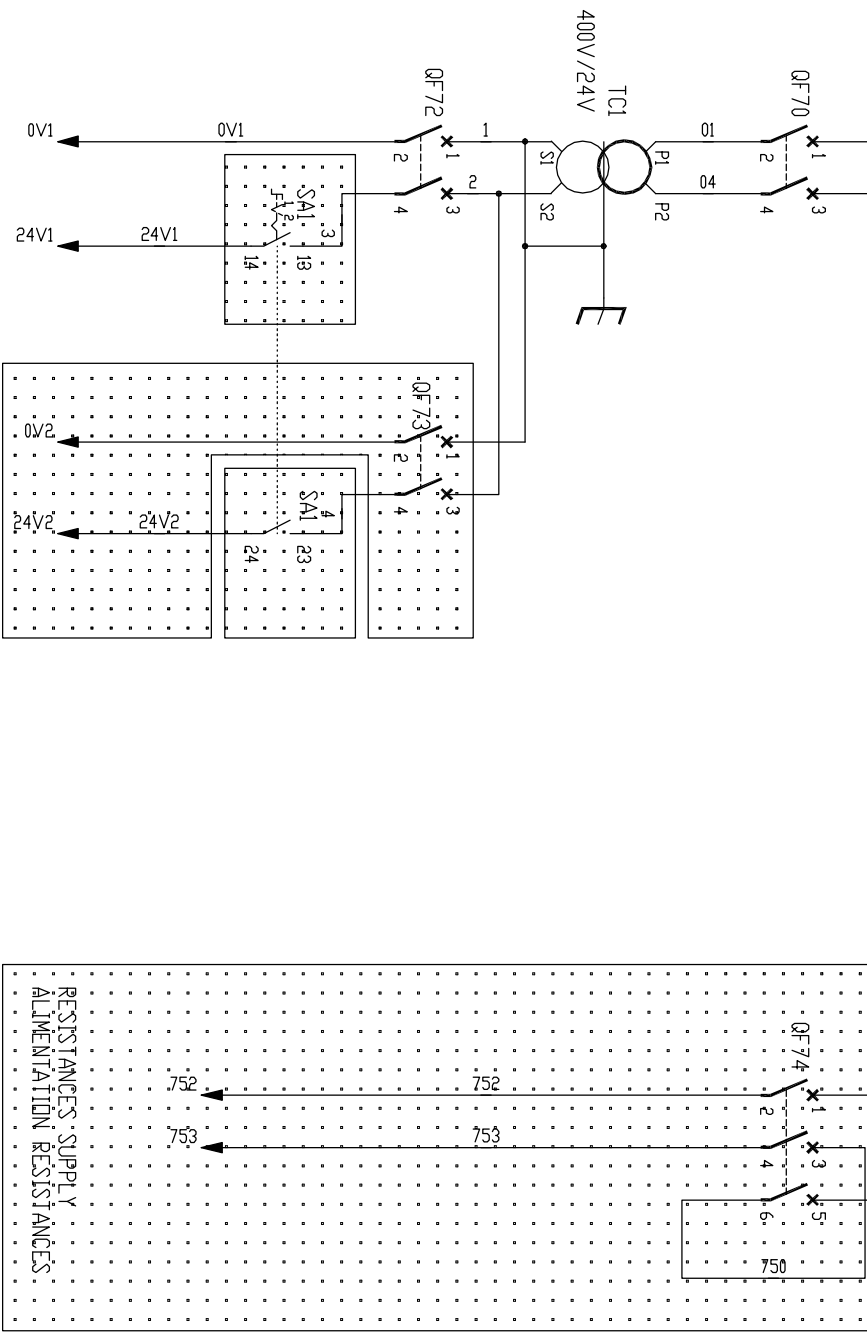 400V/24V
TC1
QF70
QF72
0V1
0V1
1
2
1
S1
P1
01
2
1
2
4
3
S2
P2
04
4
3
SA1
1
2
3
24V1
24V1
14
13
QF73
0V2
2
1
SA1
4
4
3
24V2
24V2
24
23
QF74
752
752
2
1
753
753
4
3
6
5
750
RESISTANCES SUPPLY
ALIMENTATION RESISTANCES